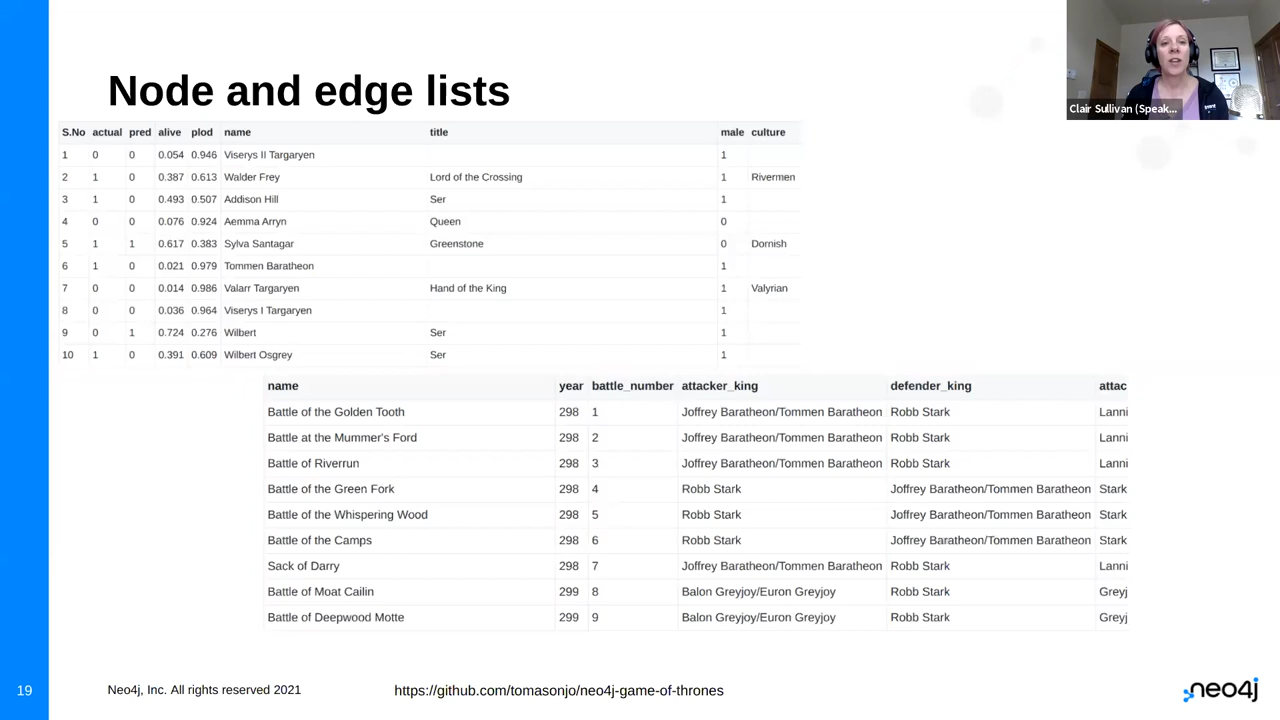 Clair Sullivan (Speak...
Node and edge lists
S.No actual pred alive plod name title male culture
1 0 0 0.054 0.946 Viserys II Targaryen 1
2 1 0 0.387 0.613 Walder Frey Lord of the Crossing 1 Rivermen
3 1 0 0.493 0.507 Addison Hill Ser 1
4 0 0 0.076 0.924 Aemma Arryn Queen 0
5 1 1 0.617 0.383 Sylva Santagar Greenstone 0 Dornish
6 1 0 0.021 0.979 Tommen Baratheon 1
7 0 0 0.014 0.986 Valarr Targaryen Hand of the King 1 Valyrian
8 0 0 0.036 0.964 Viserys I Targaryen 1
9 0 1 0.724 0.276 Wilbert Ser 1
10 1 0 0.391 0.609 Wilbert Osgrey Ser 1
name year battle_number attacker_king defender_king attac
Battle of the Golden Tooth 298 1 Joffrey Baratheon/Tommen Baratheon Robb Stark Lanni
Battle at the Mummer's Ford 298 2 Joffrey Baratheon/Tommen Baratheon Robb Stark Lanni
Battle of Riverrun 298 3 Joffrey Baratheon/Tommen Baratheon Robb Stark Lanni
Battle of the Green Fork 298 4 Robb Stark Joffrey Baratheon/Tommen Baratheon Stark
Battle of the Whispering Wood 298 5 Robb Stark Joffrey Baratheon/Tommen Baratheon Stark
Battle of the Camps 298 6 Robb Stark Joffrey Baratheon/Tommen Baratheon Stark
Sack of Darry 298 7 Joffrey Baratheon/Tommen Baratheon Robb Stark Lanni
Battle of Moat Cailin 299 8 Balon Greyjoy/Euron Greyjoy Robb Stark Greyj
Battle of Deepwood Motte 299 9 Balon Greyjoy/Euron Greyjoy Robb Stark Greyj
19 Neo4j, Inc. All rights reserved 2021 https://github.com/tomasonjo/neo4j-game-of-thrones neo4j